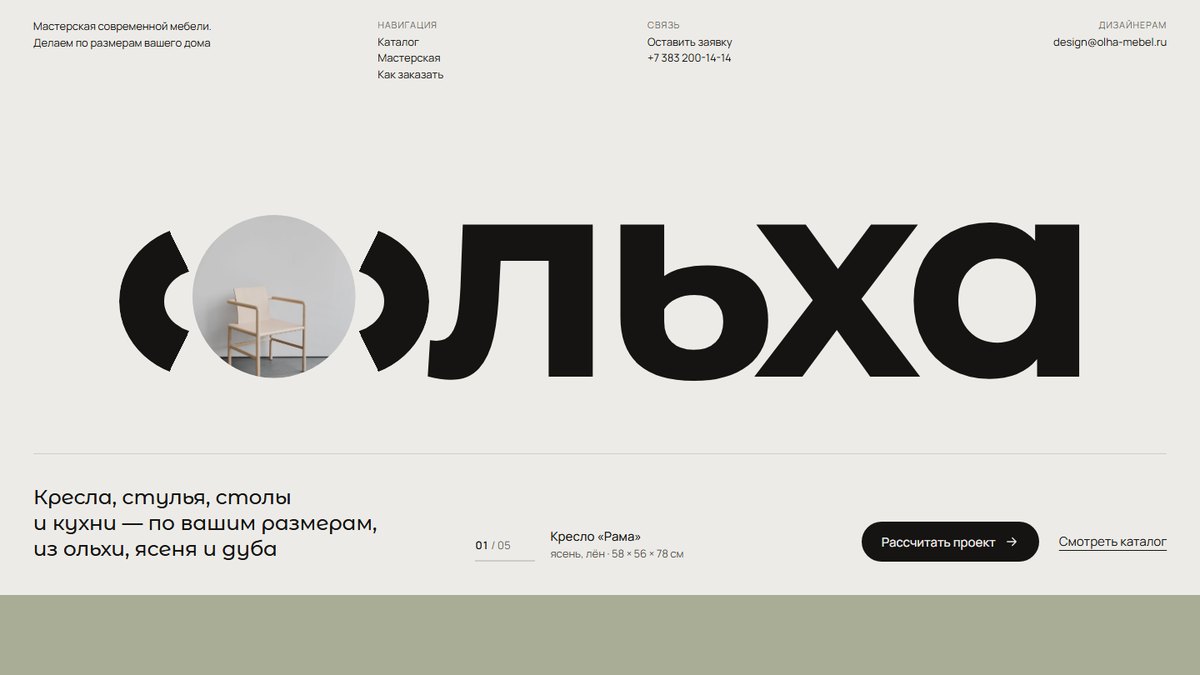 Мастерская современной мебели.
Делаем по размерам вашего дома
НАВИГАЦИЯ
Каталог
Мастерская
Как заказать
СВЯЗЬ
Оставить заявку
+7 383 200-14-14
ДИЗАЙНЕРАМ
design@olha-mebel.ru
ольха
Кресла, стулья, столы
и кухни — по вашим размерам,
из ольхи, ясеня и дуба
01 / 05
Кресло «Рама»
ясень, лён · 58 × 56 × 78 см
Рассчитать проект →
Смотреть каталог